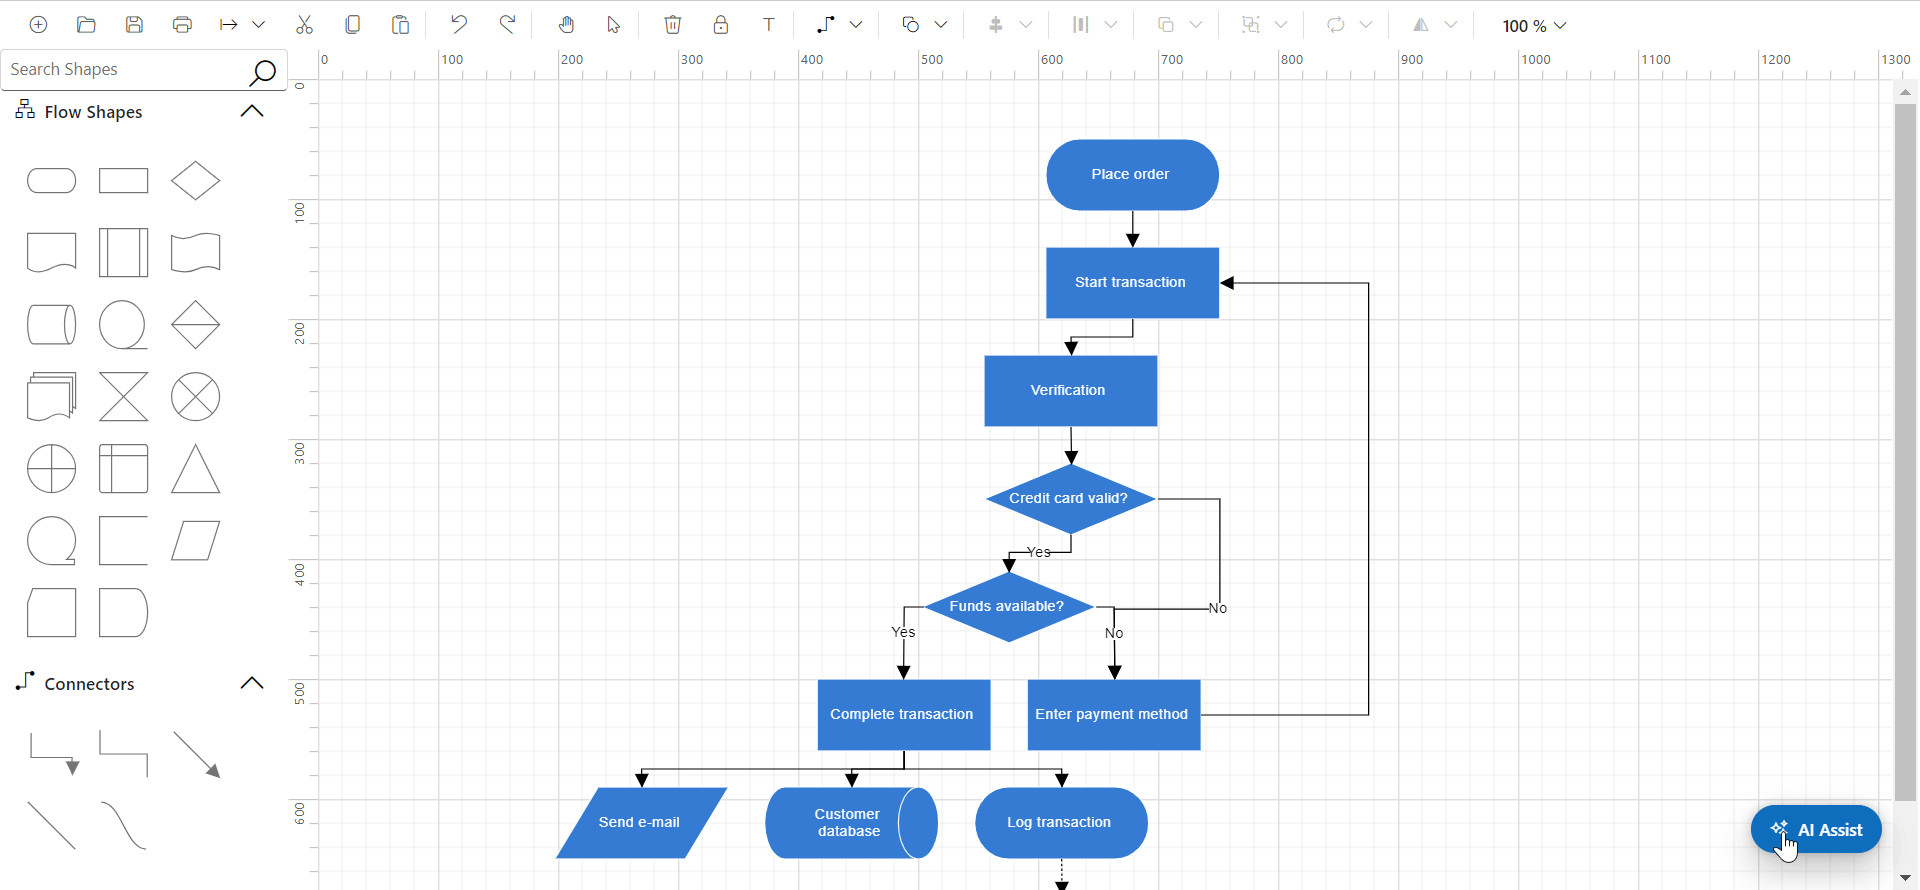 T
100 %
Search Shapes
Flow Shapes
Connectors
0 100 200 300 400 500 600 700 800 900 1000 1100 1200 1300
0
100
200
300
400
500
600
Place order
Start transaction
Verification
Credit card valid?
Yes
Funds available?
No
Yes
No
Complete transaction
Enter payment method
Send e-mail
Customer
database
Log transaction
AI Assist